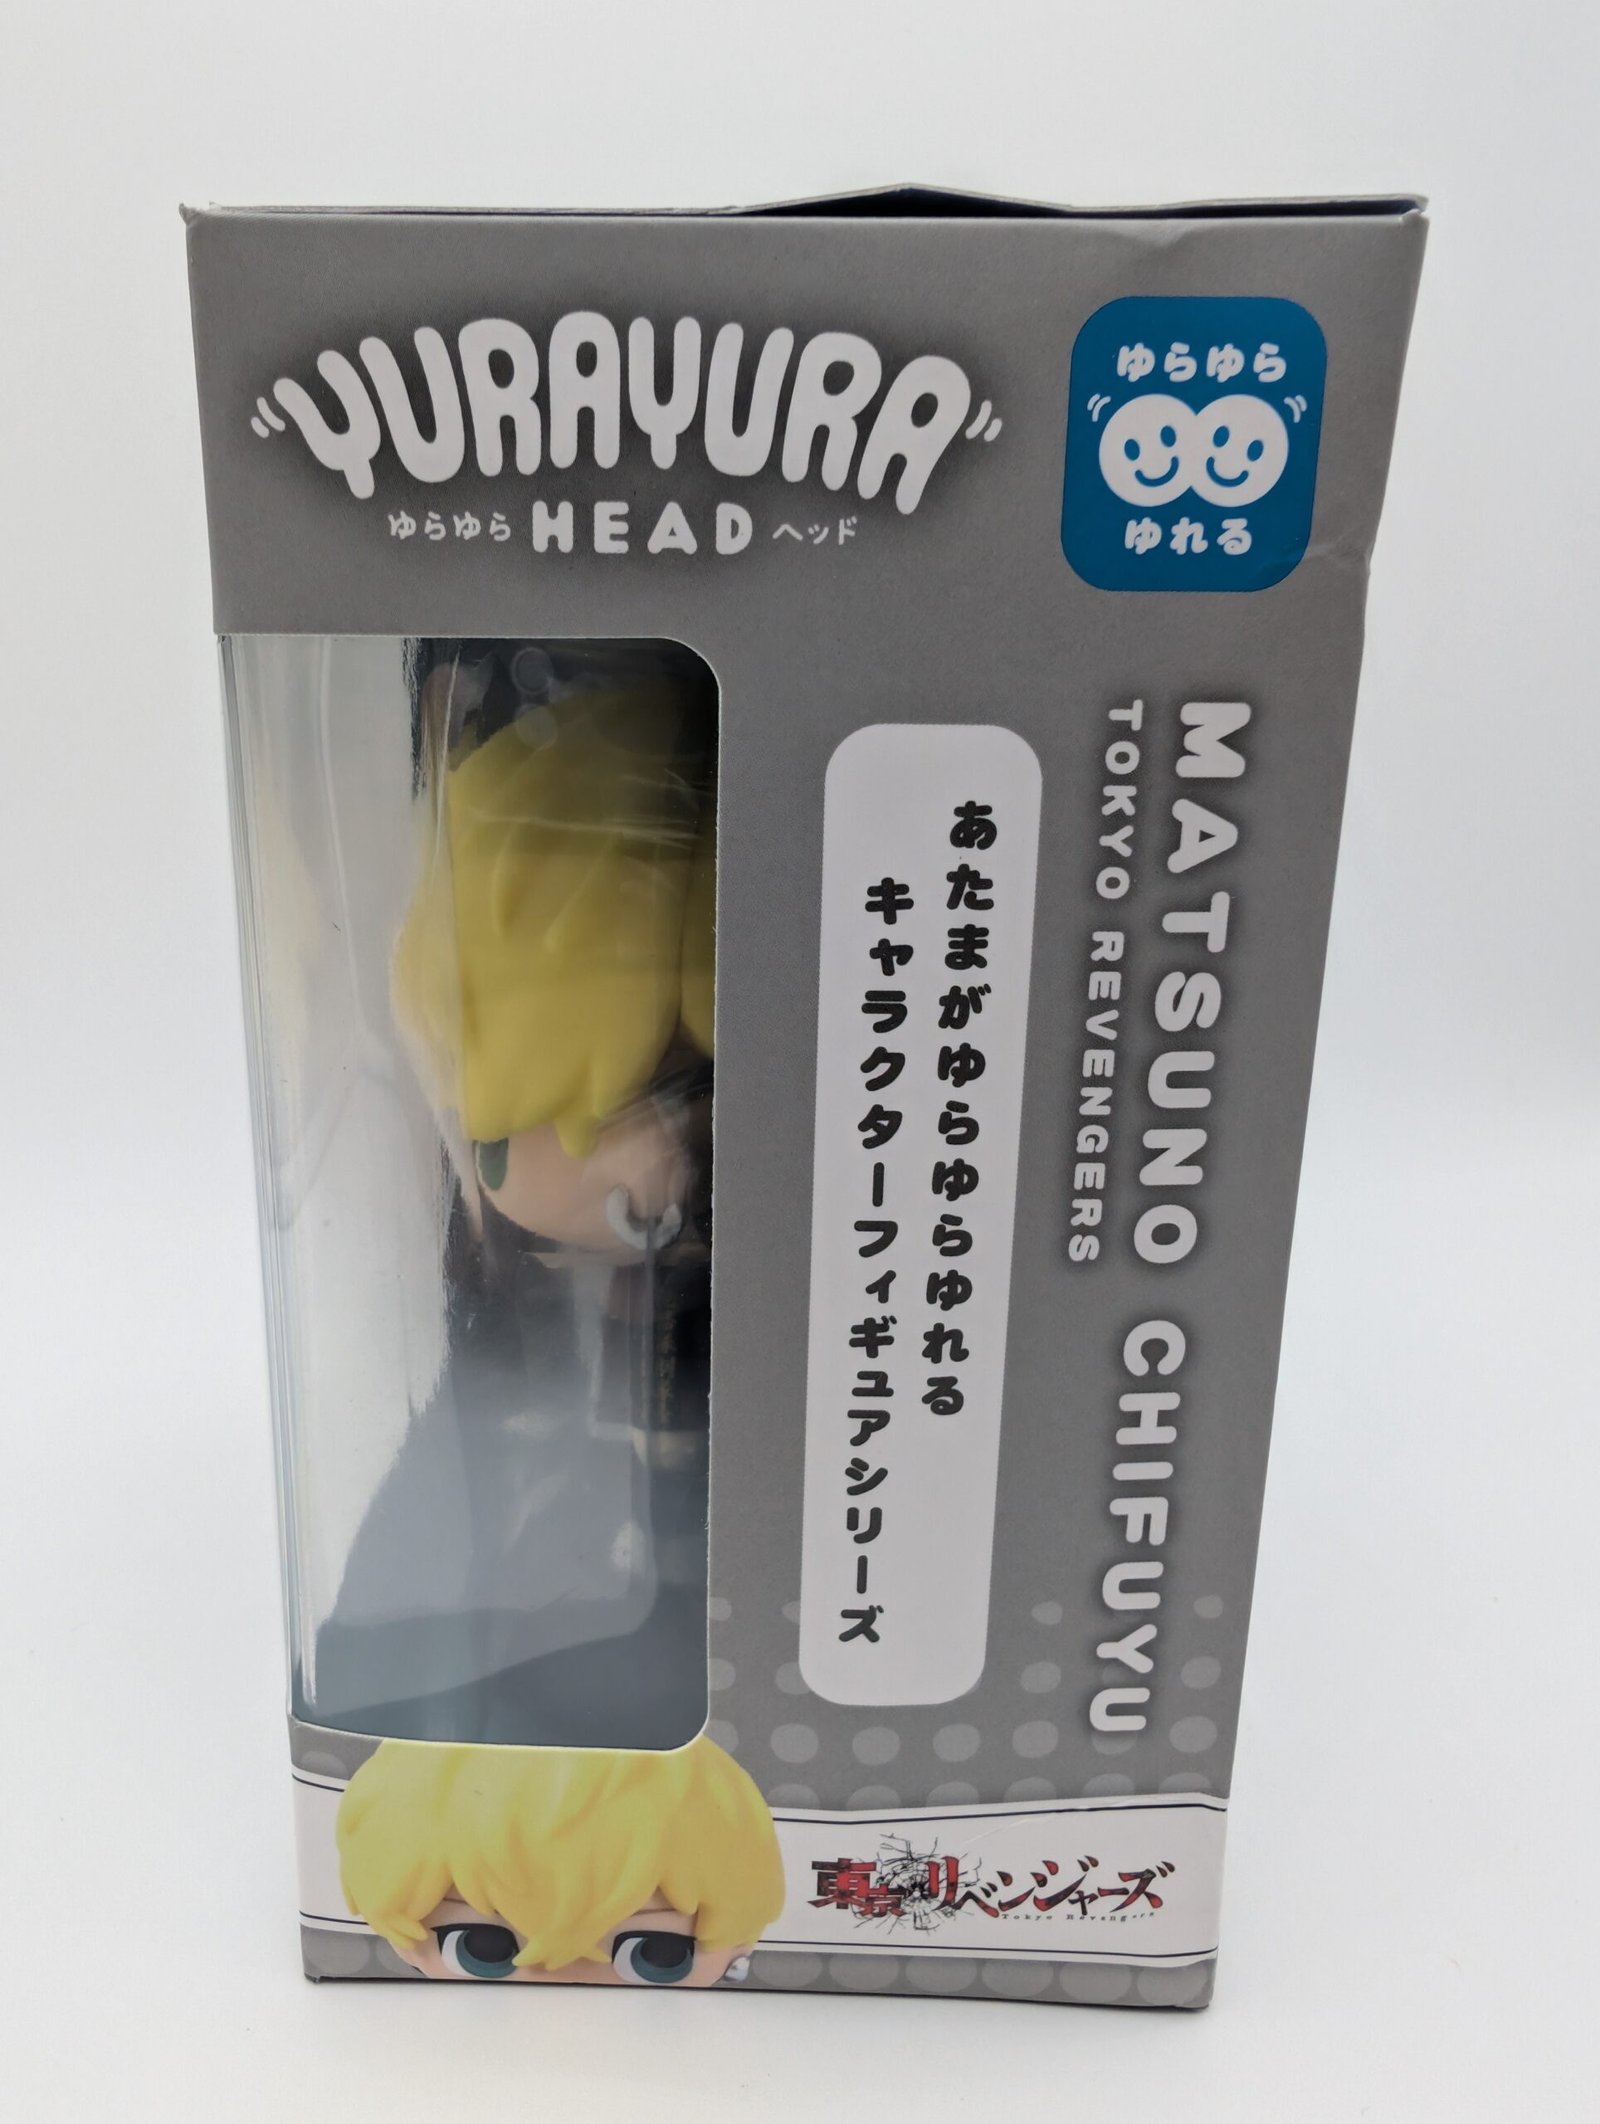 YURAYURA
ゆらゆら HEAD ヘッド
ゆらゆら
ゆれる
MATSUNO CHIFUYU
TOKYO REVENGERS
あたまがゆらゆらゆれる
キャラクターフィギュアシリーズ
東京リベンジャーズ
Tokyo Revengers